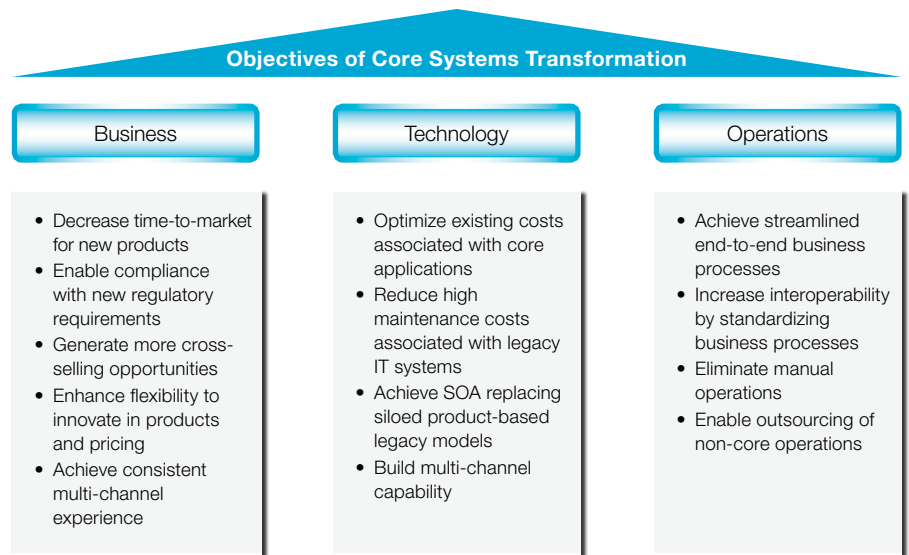 Objectives of Core Systems Transformation
Business
• Decrease time-to-market
for new products
• Enable compliance
with new regulatory
requirements
• Generate more cross-
selling opportunities
• Enhance flexibility to
innovate in products
and pricing
• Achieve consistent
multi-channel
experience
Technology
• Optimize existing costs
associated with core
applications
• Reduce high
maintenance costs
associated with legacy
IT systems
• Achieve SOA replacing
siloed product-based
legacy models
• Build multi-channel
capability
Operations
• Achieve streamlined
end-to-end business
processes
• Increase interoperability
by standardizing
business processes
• Eliminate manual
operations
• Enable outsourcing of
non-core operations